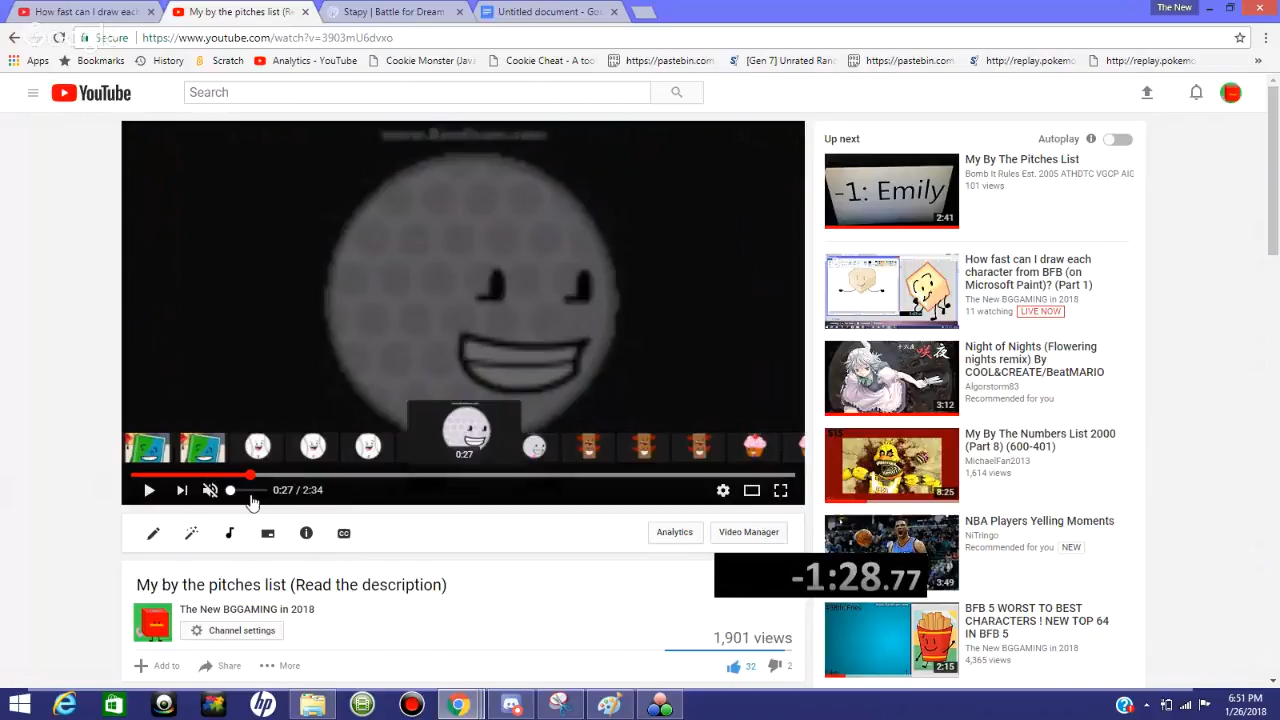 How fast can I draw each
My by the pitches list (Re
Stapy | Battle for Dream
Untitled document - Go
The New
https://www.youtube.com/watch?v=3903mU6dvxo
Apps
Bookmarks
History
Scratch
Analytics - YouTube
Cookie Monster (Java
Cookie Cheat - A too
https://pastebin.com
[Gen 7] Unrated Ran
https://pastebin.com
http://replay.pokemo
http://replay.pokemo
YouTube
Search
0:27
0:27 / 2:34
Analytics
Video Manager
My by the pitches list (Read the description)
The New BGGAMING in 2018
Channel settings
1,901 views
Add to
Share
More
32
2
-1:28.77
Up next
Autoplay
-1: Emily
2:41
My By The Pitches List
Bomb It Rules Est. 2005 ATHDTC VGCP AIG
101 views
How fast can I draw each
character from BFB (on
Microsoft Paint)? (Part 1)
The New BGGAMING in 2018
11 watching
LIVE NOW
3:12
Night of Nights (Flowering
nights remix) By
COOL&CREATE/BeatMARIO
Algorstorm83
Recommended for you
8:25
My By The Numbers List 2000
(Part 8) (600-401)
MichaelFan2013
1,614 views
3:49
NBA Players Yelling Moments
NiTringo
Recommended for you
NEW
2:15
BFB 5 WORST TO BEST
CHARACTERS ! NEW TOP 64
IN BFB 5
The New BGGAMING in 2018
4,365 views
6:51 PM
1/26/2018